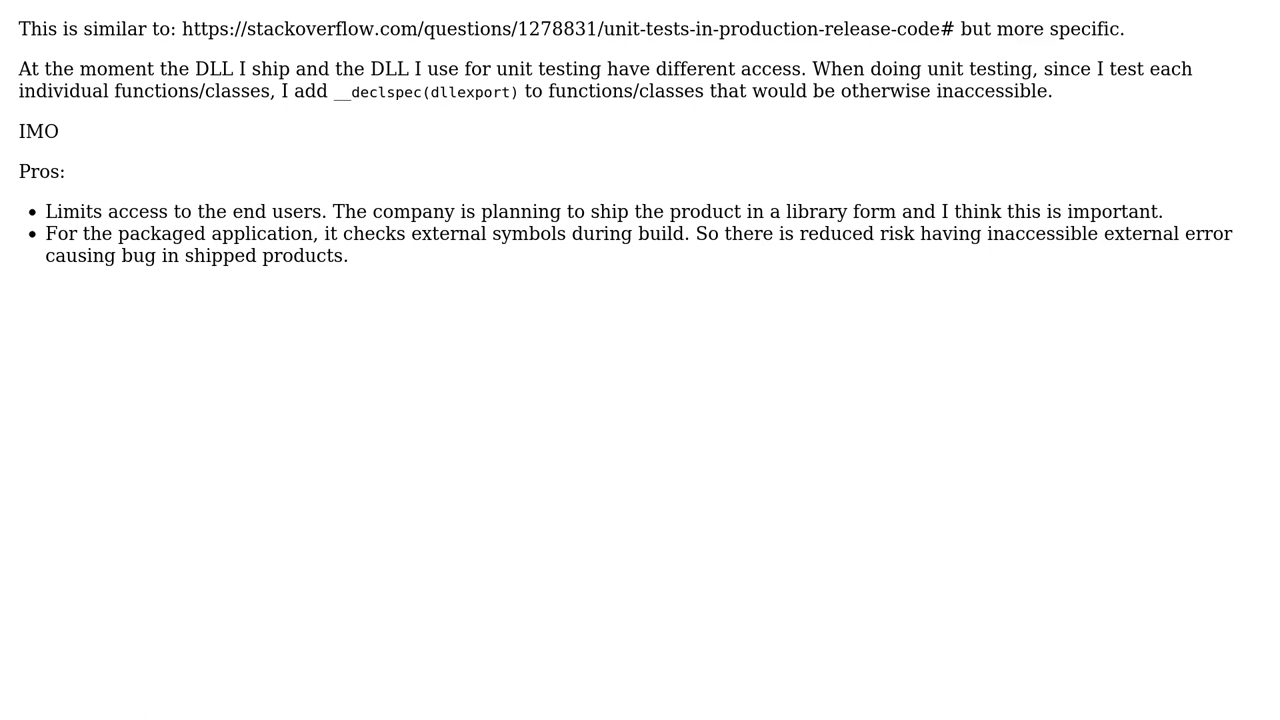 This is similar to: https://stackoverflow.com/questions/1278831/unit-tests-in-production-release-code# but more specific.
At the moment the DLL I ship and the DLL I use for unit testing have different access. When doing unit testing, since I test each
individual functions/classes, I add __declspec(dllexport) to functions/classes that would be otherwise inaccessible.
IMO
Pros:
• Limits access to the end users. The company is planning to ship the product in a library form and I think this is important.
• For the packaged application, it checks external symbols during build. So there is reduced risk having inaccessible external error
causing bug in shipped products.